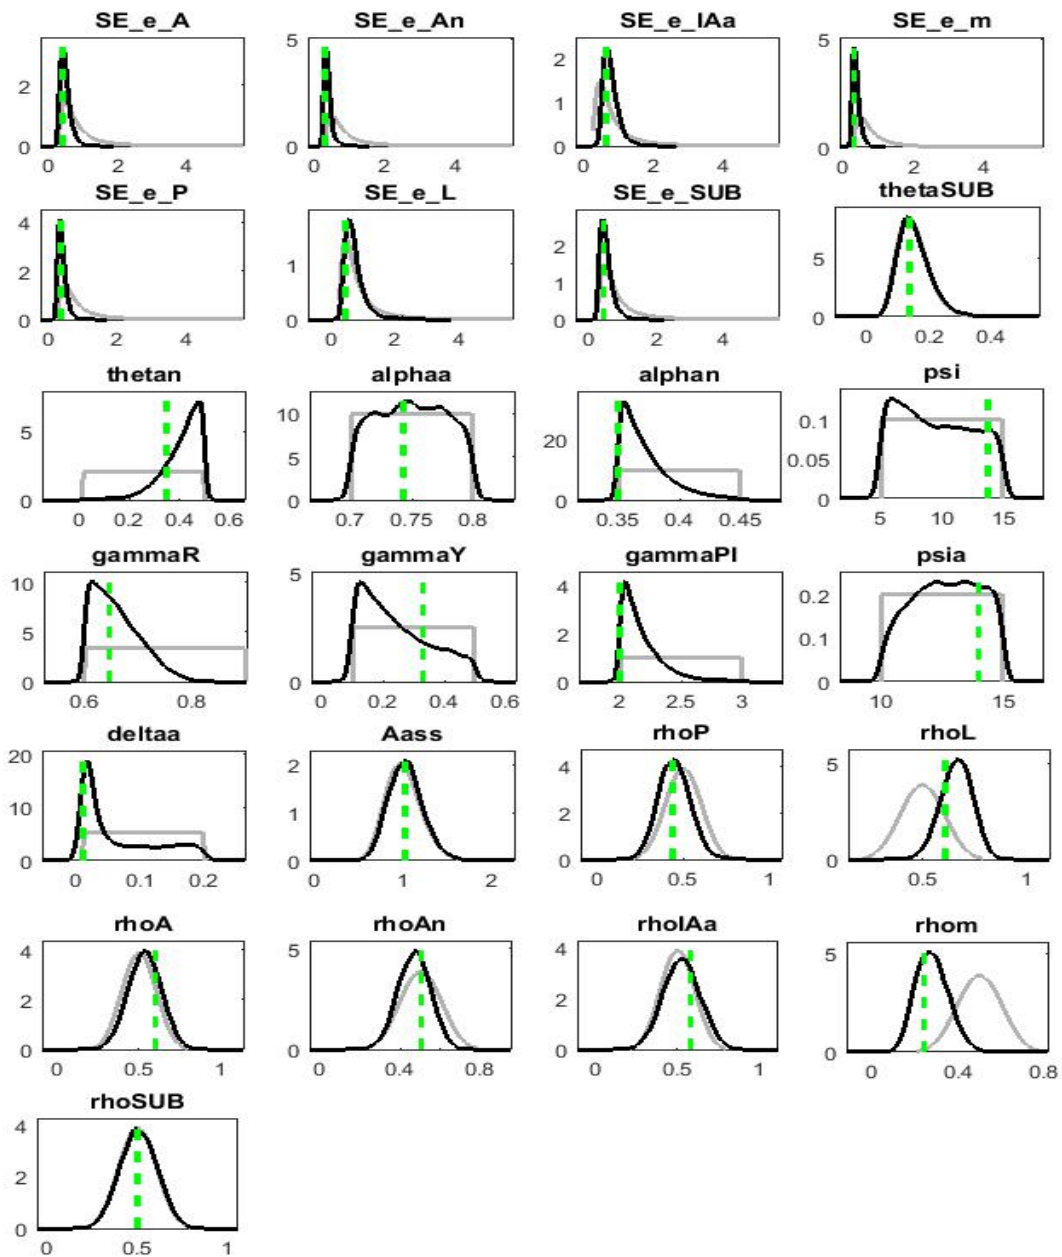 SE_e_A SE_e_An SE_e_IAa SE_e_m
5 5
2 2 1 0 0 0 0
0 2 4 0 2 4 0 2 4 0 2 4
SE_e_P SE_e_L SE_e_SUB thetaSUB
4 2 0 1 0 2 1 0 5 0
0 2 4 0 2 4 0 2 4 0 0.2 0.4
thetan alphaa alphan psi
5 0 10 5 0 20 0 0.1 0.05 0
0 0.2 0.4 0.6 0.7 0.75 0.8 0.35 0.4 0.45 5 10 15
gammaR gammaY gammaPI psia
10 5 0 5 0 4 2 0 0.2 0.1 0
0.6 0.8 0 0.2 0.4 0.6 2 2.5 3 10 15
deltaa Aass rhoP rhoL
20 10 0 2 1 0 4 2 0 5 0
0 0.1 0.2 0 1 2 0 0.5 1 0.5 1
rhoA rhoAn rhoIAa rhom
4 2 0 5 0 4 2 0 5 0
0 0.5 1 0 0.4 0.8 0 0.5 1 0 0.4 0.8
rhoSUB
4 2 0
0 0.5 1